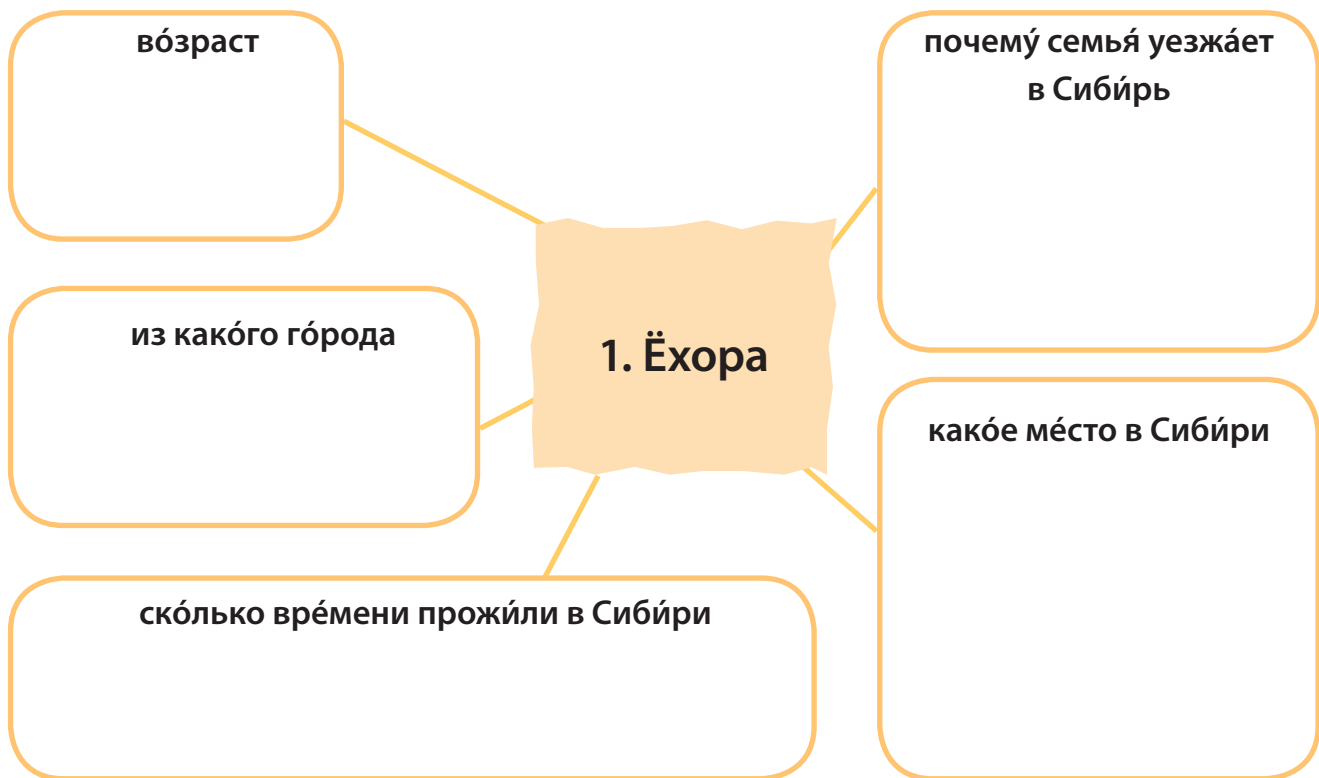 во́зраст
почему́ семья́ уезжа́ет
в Сиби́рь
из како́го го́рода
1. Ёхора
како́е ме́сто в Сиби́ри
ско́лько вре́мени прожи́ли в Сиби́ри